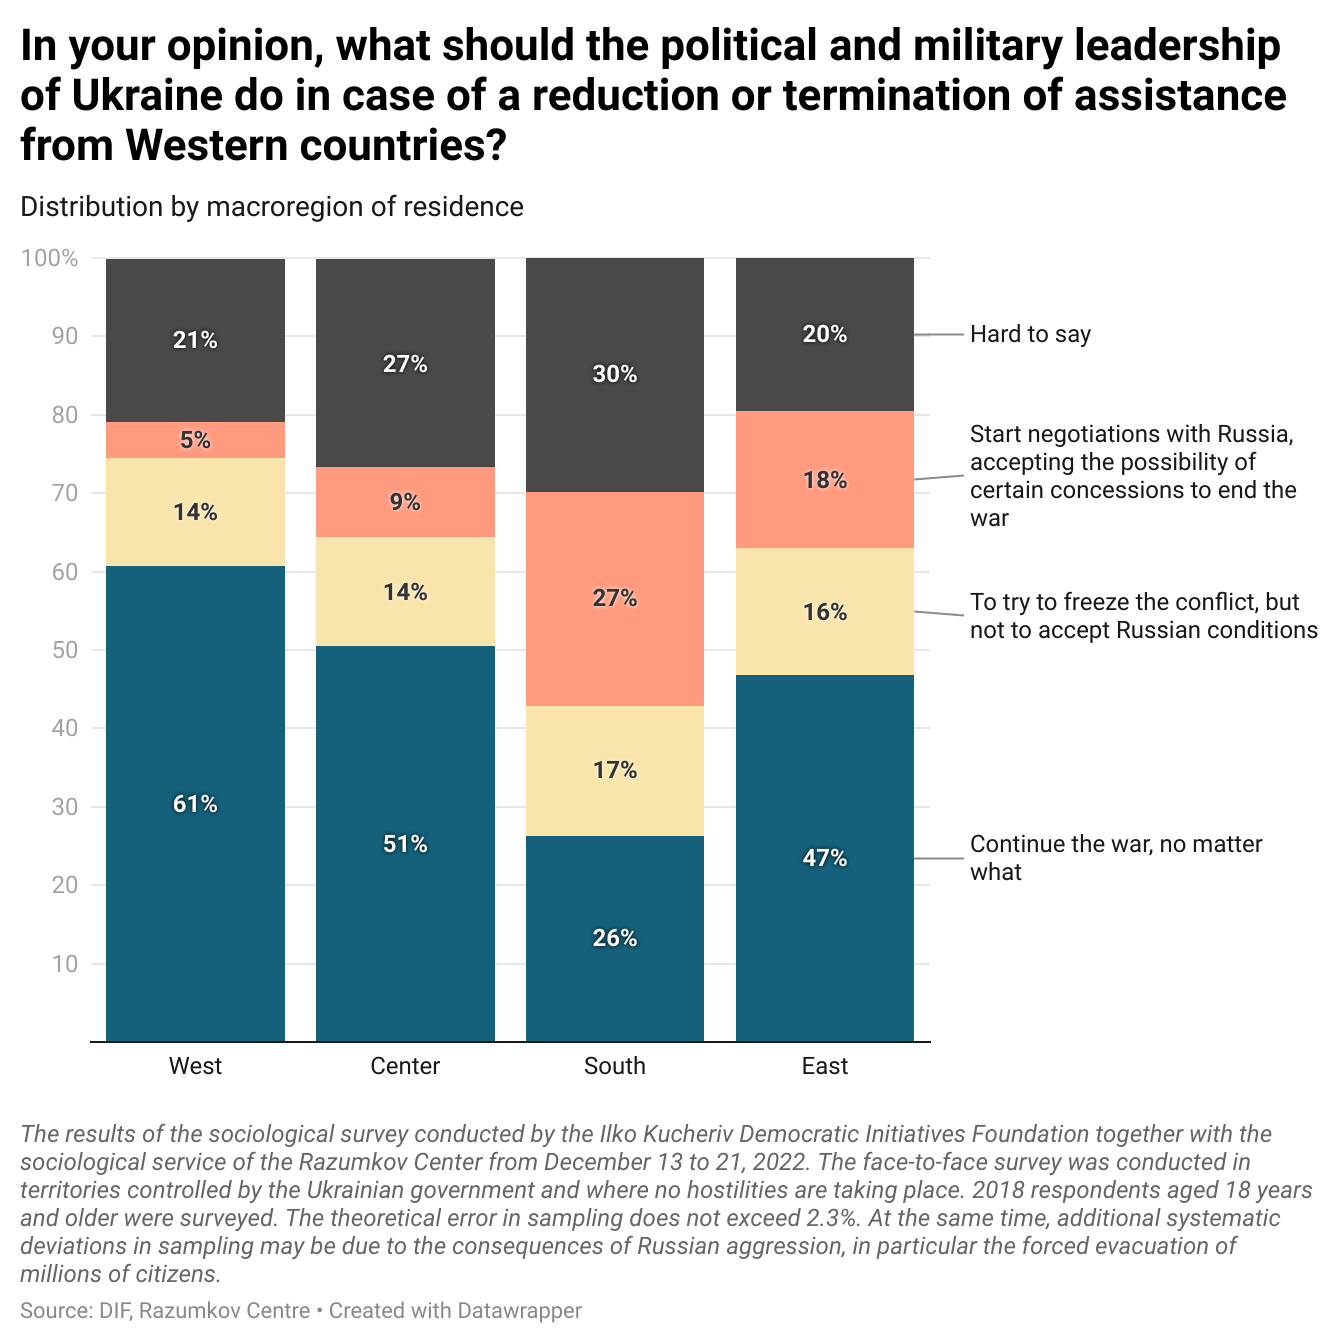 In your opinion, what should the political and military leadership
of Ukraine do in case of a reduction or termination of assistance
from Western countries?
Distribution by macroregion of residence
100%
90
80
70
60
50
40
30
20
10
21%
5%
14%
61%
27%
9%
14%
51%
30%
27%
17%
26%
20%
18%
16%
47%
Hard to say
Start negotiations with Russia,
accepting the possibility of
certain concessions to end the
war
To try to freeze the conflict, but
not to accept Russian conditions
Continue the war, no matter
what
West
Center
South
East
The results of the sociological survey conducted by the Ilko Kucheriv Democratic Initiatives Foundation together with the
sociological service of the Razumkov Center from December 13 to 21, 2022. The face-to-face survey was conducted in
territories controlled by the Ukrainian government and where no hostilities are taking place. 2018 respondents aged 18 years
and older were surveyed. The theoretical error in sampling does not exceed 2.3%. At the same time, additional systematic
deviations in sampling may be due to the consequences of Russian aggression, in particular the forced evacuation of
millions of citizens.
Source: DIF, Razumkov Centre • Created with Datawrapper